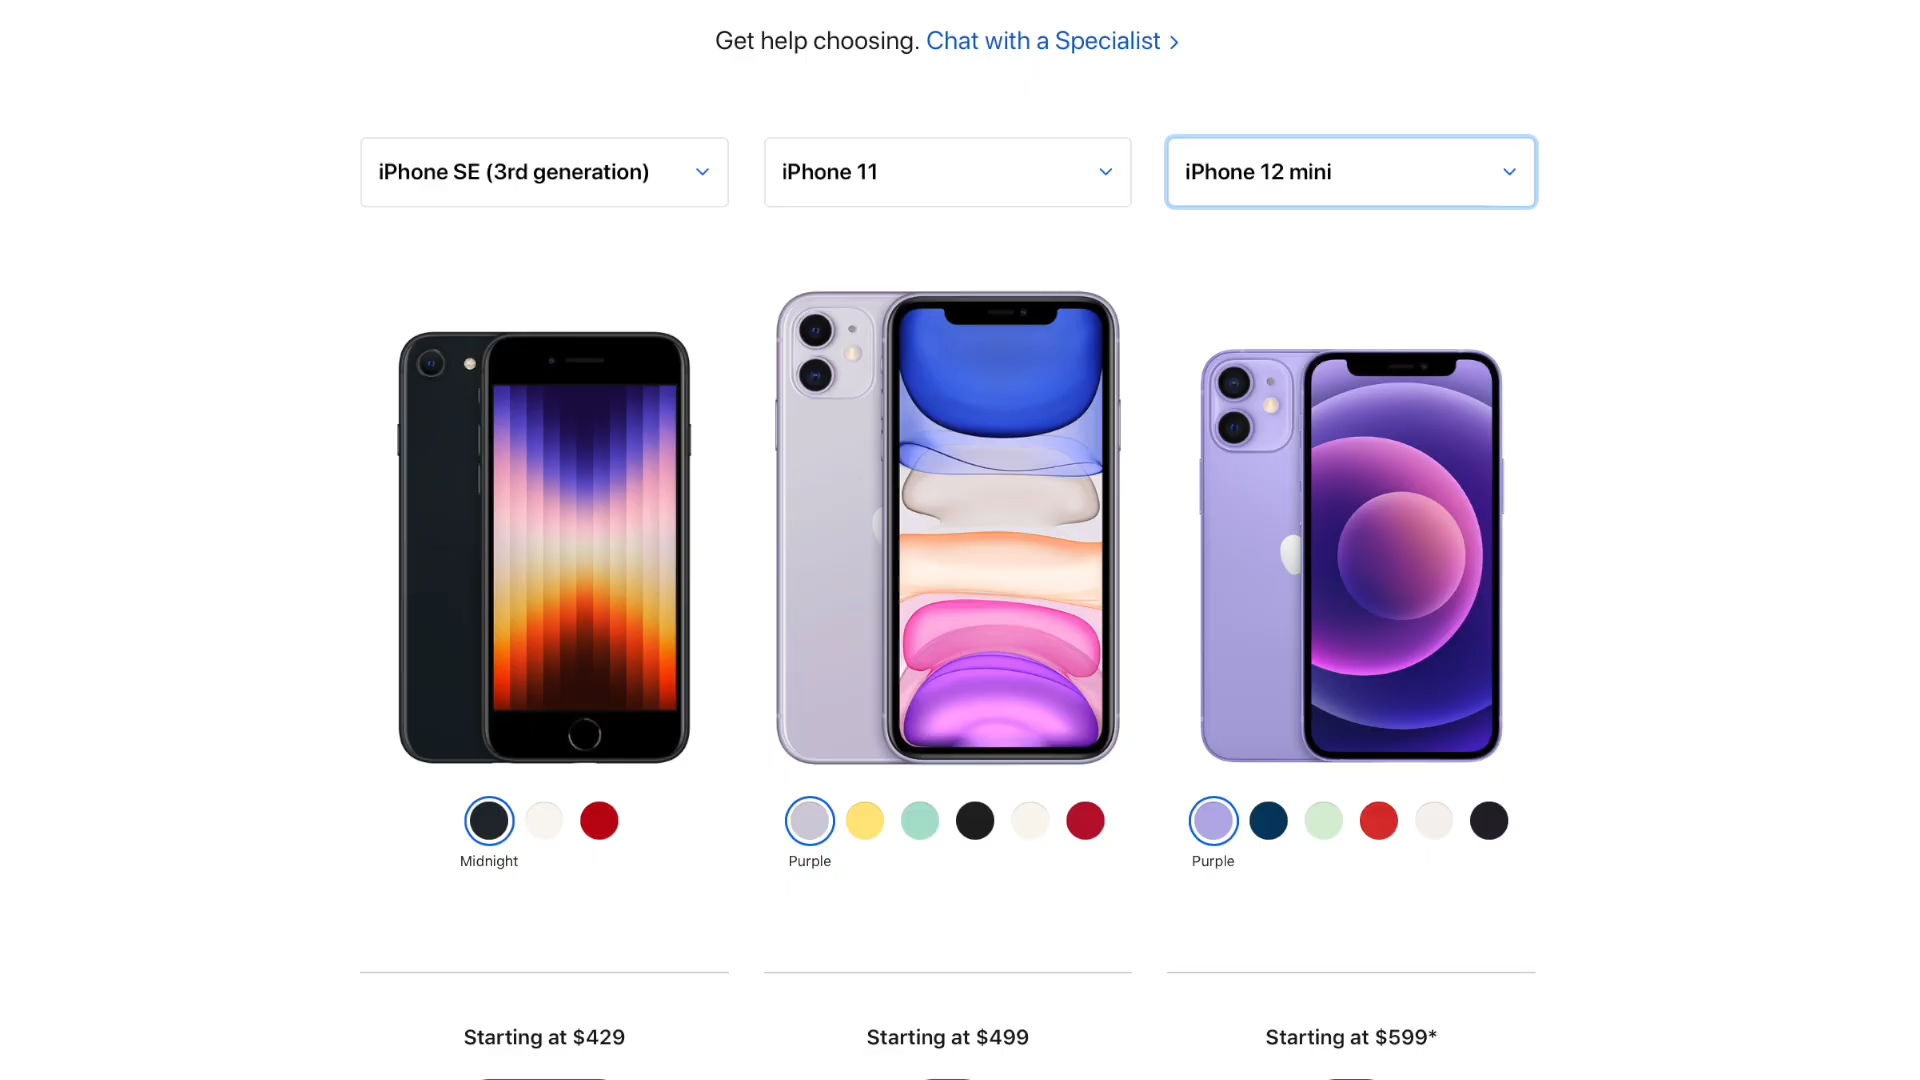 Get help choosing. Chat with a Specialist >
iPhone SE (3rd generation)
iPhone 11
iPhone 12 mini
Midnight
Purple
Purple
Starting at $429
Starting at $499
Starting at $599*